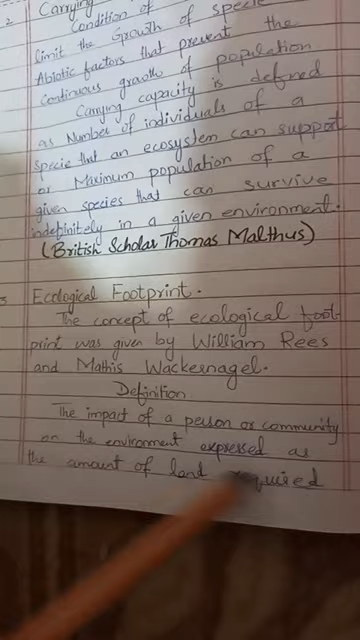 2 Carrying
Condition of
limit the Growth of specie
Abiotic factors that prevent the
continuous growth of population
Carrying capacity is defined
as Number of individuals of a
specie that an ecosystem can support
or Maximum population of a
given species that can survive
indefinitely in a given environment.
(British Scholar Thomas Malthus)
3 Ecological Footprint.
The concept of ecological foot-
print was given by William Rees
and Mathis Wackernagel.
Definition
The impact of a person or community
on the environment expressed as
the amount of land required